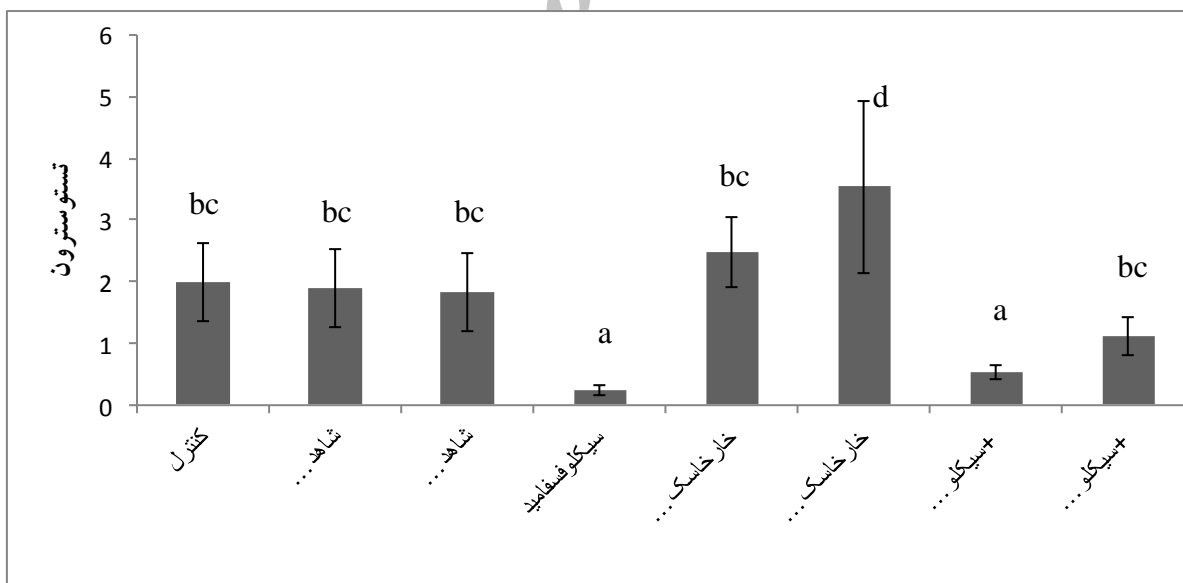 6
5
4
3
2
1
0
تستوسترون
bc
bc
bc
a
bc
d
a
bc
کنترل
شاهد...
شاهد...
سیکلوفسفامید
خارخاسک...
خارخاسک...
سیکلو+...
سیکلو+...